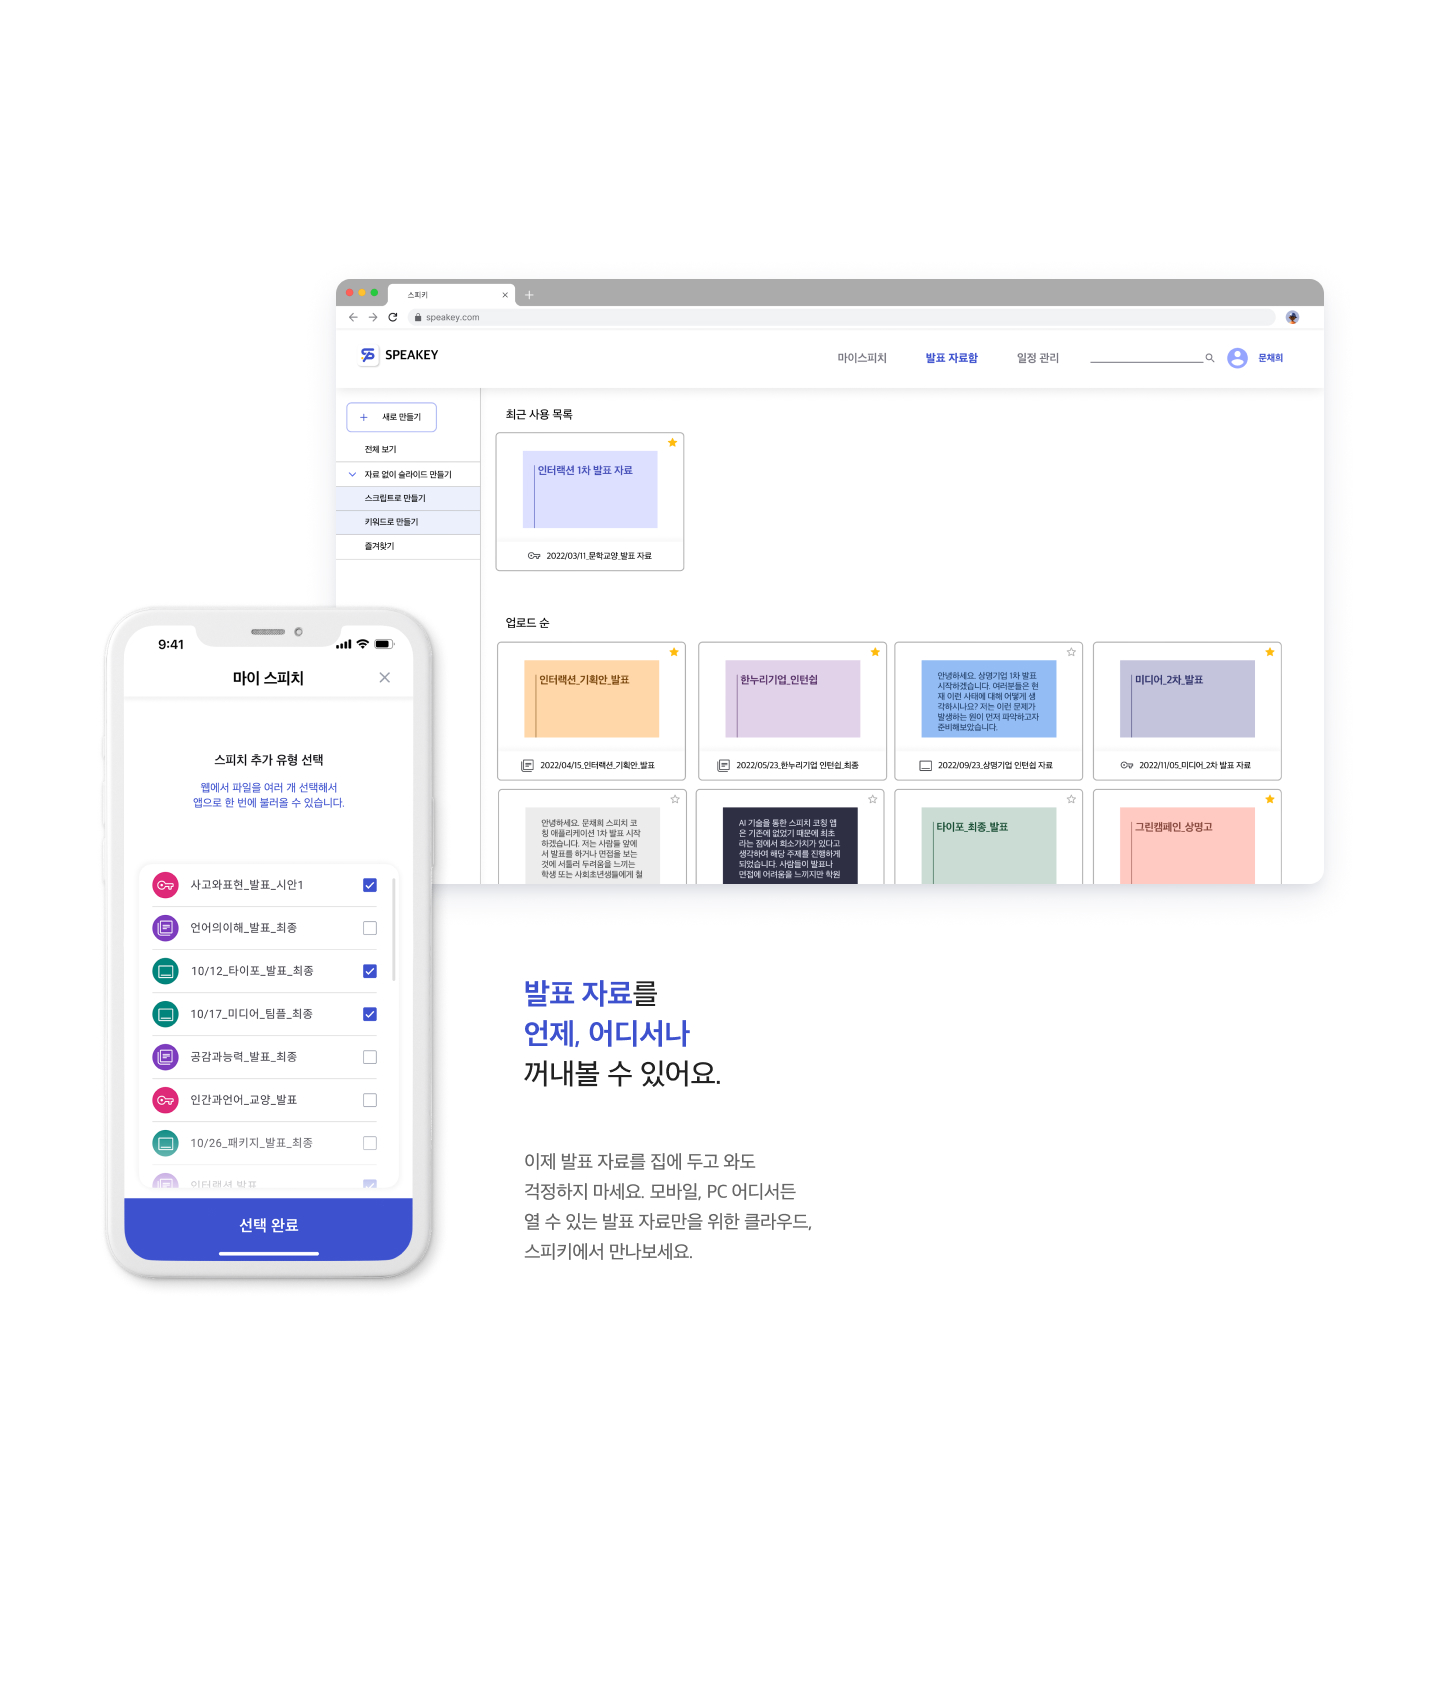 스피키
speakey.com
SPEAKEY
마이스피치
발표 자료함
일정 관리
문채희
새로 만들기
전체 보기
자료 없이 슬라이드 만들기
스크립트로 만들기
키워드로 만들기
즐겨찾기
최근 사용 목록
인터랙션 1차 발표 자료
2022/03/11_문학교양_발표 자료
업로드 순
인터랙션_기획안_발표
2022/04/15_인터랙션_기획안_발표
한누리기업_인턴쉽
2022/05/23_한누리기업 인턴쉽_최종
안녕하세요. 상명기업 1차 발표
시작하겠습니다. 여러분들은 현
재 이런 사태에 대해 어떻게 생
각하시나요? 저는 이런 문제가
발생하는 원이 먼저 파악하고자
준비해보았습니다.
2022/09/23_상명기업 인턴쉽 자료
미디어_2차_발표
2022/11/05_미디어_2차 발표 자료
안녕하세요. 문채희 스피치 코
칭 애플리케이션 1차 발표 시작
하겠습니다. 저는 사람들 앞에
서 발표를 하거나 면접을 보는
것에 서툴러 두려움을 느끼는
학생 또는 사회초년생들에게 철
AI 기술을 통한 스피치 코칭 앱
은 기존에 없었기 때문에 최초
라는 점에서 희소가치가 있다고
생각하여 해당 주제를 진행하게
되었습니다. 사람들이 발표나
면접에 어려움을 느끼지만 학원
타이포_최종_발표
그린캠페인_상명고
9:41
마이 스피치
스피치 추가 유형 선택
웹에서 파일을 여러 개 선택해서
앱으로 한 번에 불러올 수 있습니다.
사고와표현_발표_시안1
언어의이해_발표_최종
10/12_타이포_발표_최종
10/17_미디어_팀플_최종
공감과능력_발표_최종
인간과언어_교양_발표
10/26_패키지_발표_최종
인터랙션 발표
선택 완료
발표 자료를
언제, 어디서나
꺼내볼 수 있어요.
이제 발표 자료를 집에 두고 와도
걱정하지 마세요. 모바일, PC 어디서든
열 수 있는 발표 자료만을 위한 클라우드,
스피키에서 만나보세요.